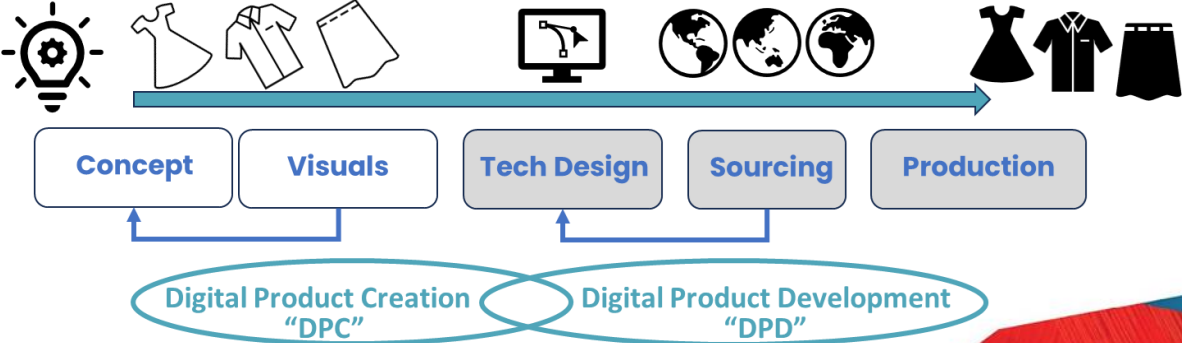 Concept
Visuals
Tech Design
Sourcing
Production
Digital Product Creation
“DPC”
Digital Product Development
“DPD”